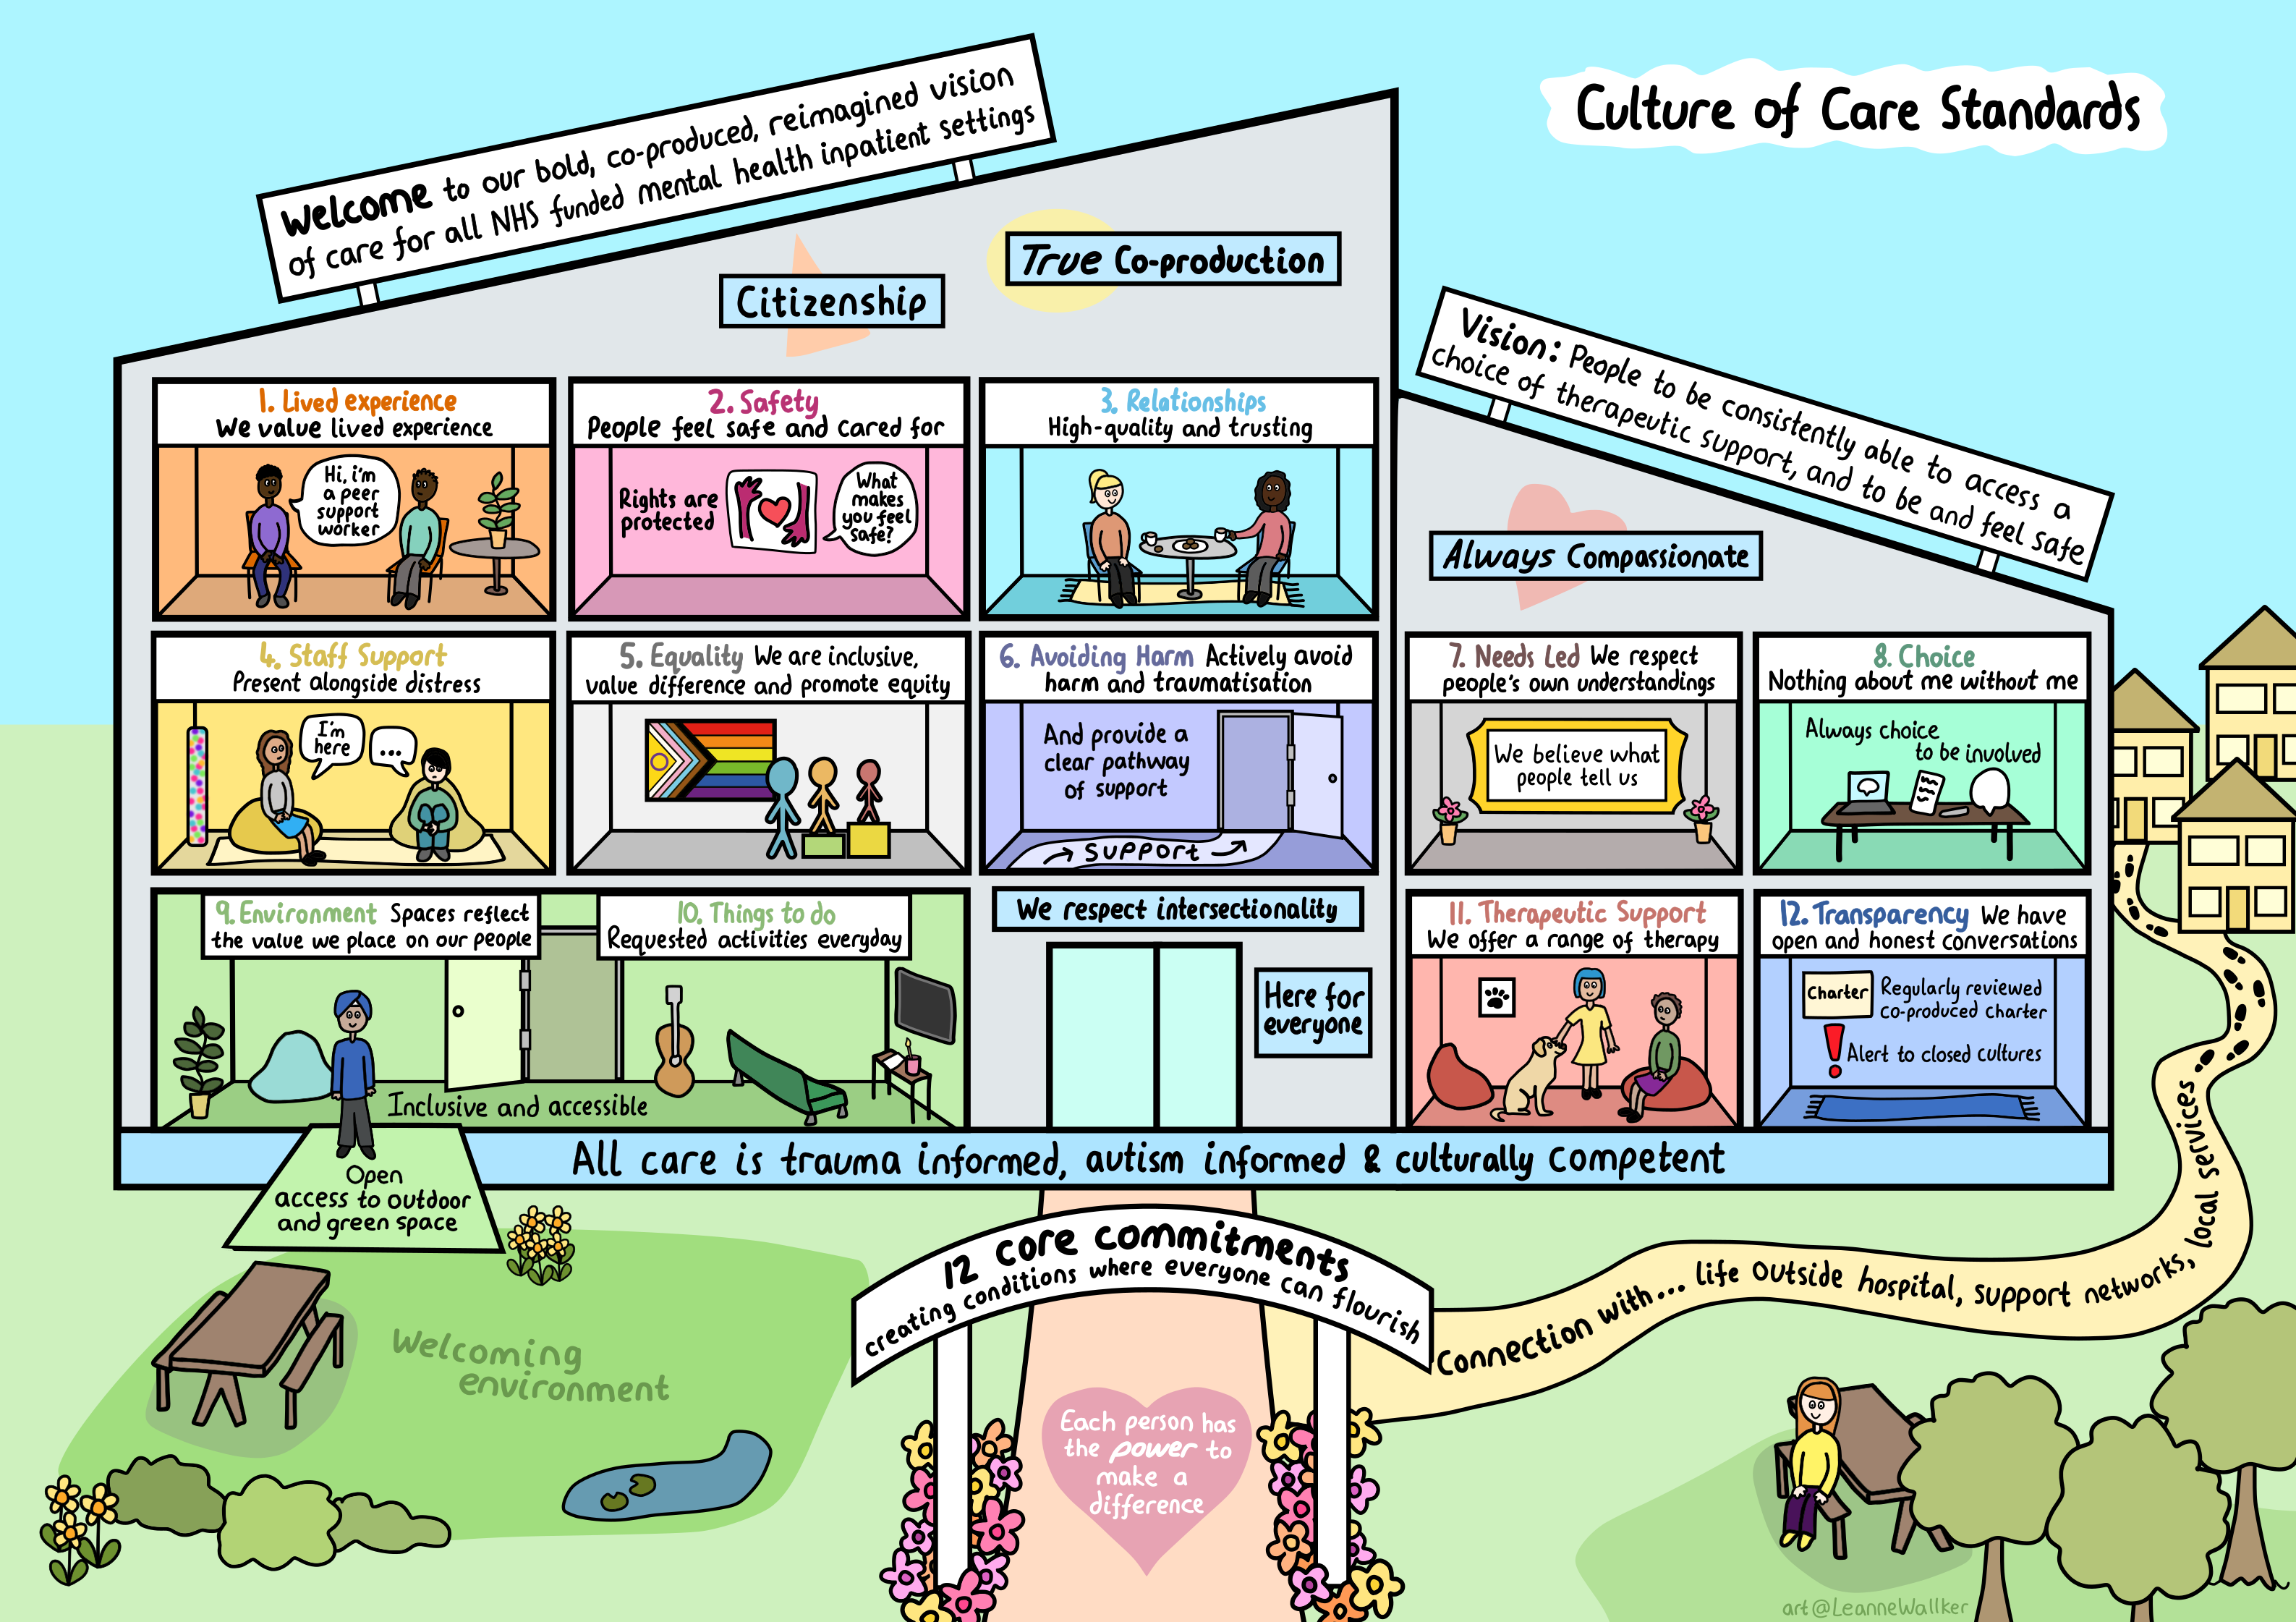 Culture of Care Standards
Welcome to our bold, co-produced, reimagined vision
of care for all NHS funded mental health inpatient settings
True Co-production
Citizenship
Vision: People to be consistently able to access a
choice of therapeutic support, and to be and feel safe
Always Compassionate
1. Lived experience
We value lived experience
Hi, i'm
a peer
support
worker
2. Safety
People feel safe and cared for
Rights are
protected
What
makes
you feel
safe?
3. Relationships
High-quality and trusting
4. Staff Support
Present alongside distress
I'm
here
...
5. Equality We are inclusive,
value difference and promote equity
6. Avoiding Harm Actively avoid
harm and traumatisation
And provide a
clear pathway
of support
support
7. Needs Led We respect
people's own understandings
We believe what
people tell us
8. Choice
Nothing about me without me
Always choice
to be involved
9. Environment Spaces reflect
the value we place on our people
10. Things to do
Requested activities everyday
Inclusive and accessible
We respect intersectionality
Here for
everyone
11. Therapeutic Support
We offer a range of therapy
12. Transparency We have
open and honest conversations
Charter
Regularly reviewed
co-produced charter
! Alert to closed cultures
All care is trauma informed, autism informed & culturally competent
Open
access to outdoor
and green space
12 core commitments
creating conditions where everyone can flourish
Connection with... life outside hospital, support networks, local services
Welcoming
environment
Each person has
the power to
make a
difference
art@LeanneWallker